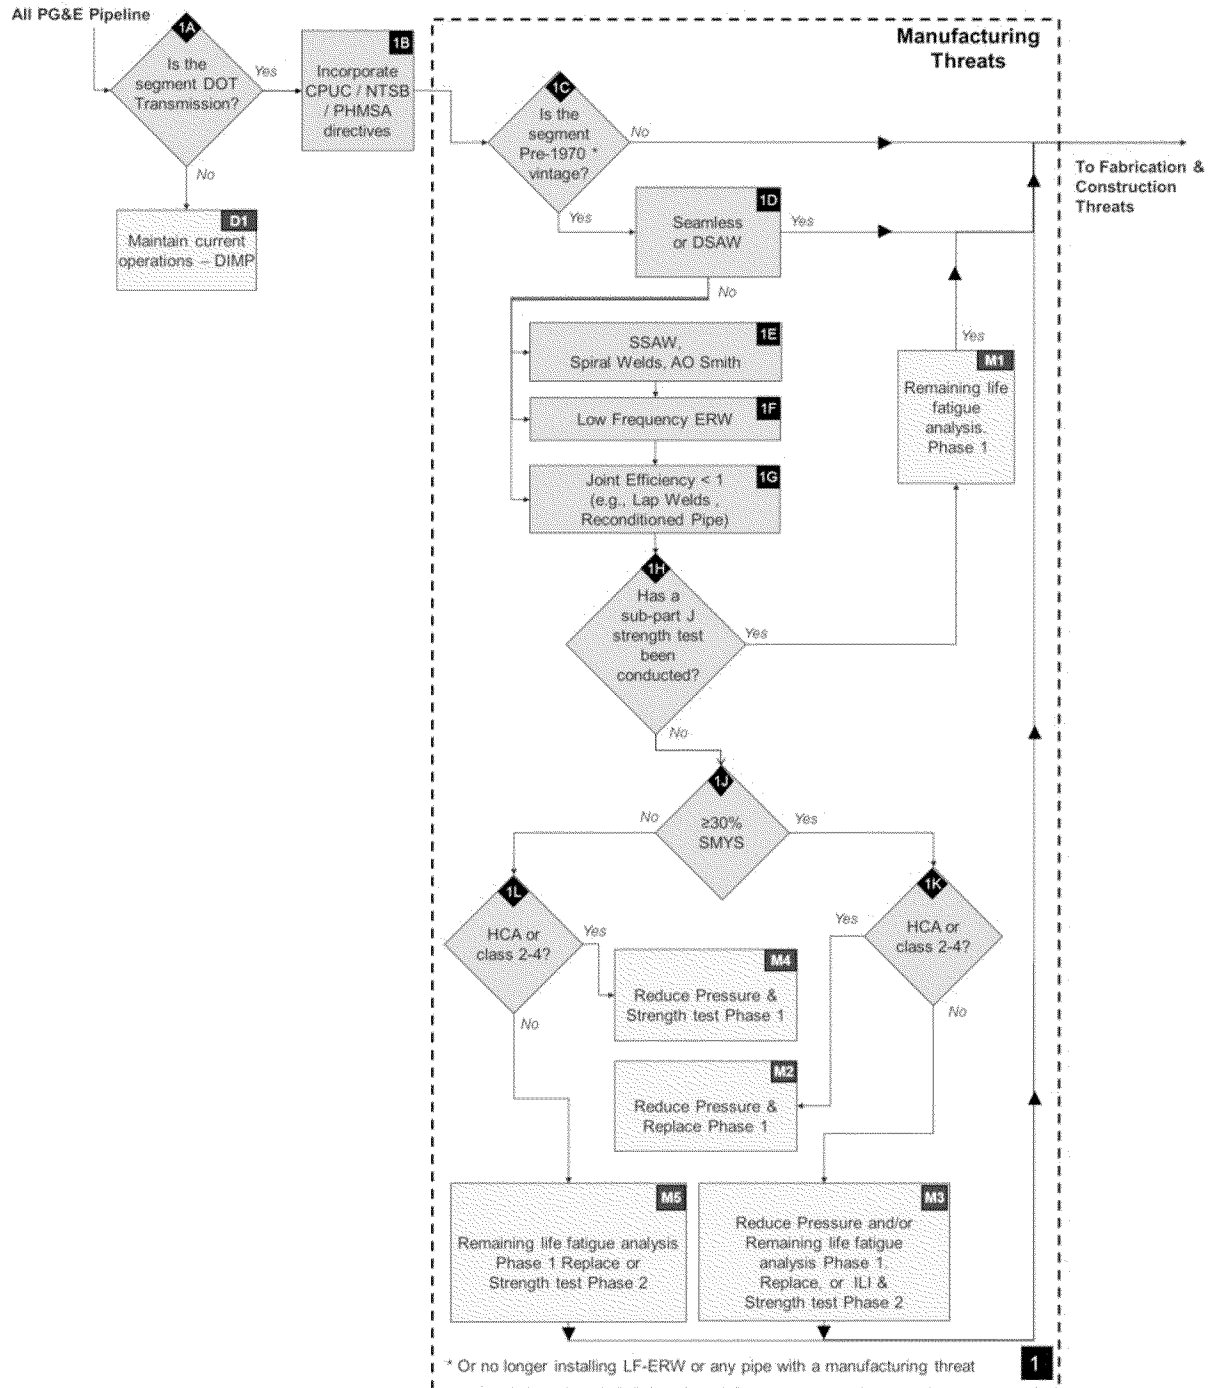 All PG&E Pipeline
1A
Is the
segment DOT
Transmission?
Yes
No
1B
Incorporate
CPUC / NTSB
/ PHMSA
directives
D1
Maintain current
operations – DIMP
Manufacturing
Threats
1C
Is the
segment
Pre-1970 *
vintage?
No
Yes
To Fabrication &
Construction
Threats
1D
Seamless
or DSAW
Yes
No
1E
SSAW,
Spiral Welds, AO Smith
1F
Low Frequency ERW
1G
Joint Efficiency < 1
(e.g., Lap Welds ,
Reconditioned Pipe)
Yes
M1
Remaining life
fatigue
analysis.
Phase 1
1H
Has a
sub-part J
strength test
been
conducted?
Yes
No
1J
≥30%
SMYS
No
Yes
1L
HCA or
class 2-4?
Yes
No
1K
HCA or
class 2-4?
Yes
No
M4
Reduce Pressure &
Strength test Phase 1
M2
Reduce Pressure &
Replace Phase 1
M5
Remaining life fatigue analysis
Phase 1 Replace or
Strength test Phase 2
M3
Reduce Pressure and/or
Remaining life fatigue
analysis Phase 1.
Replace, or ILI &
Strength test Phase 2
* Or no longer installing LF-ERW or any pipe with a manufacturing threat
1